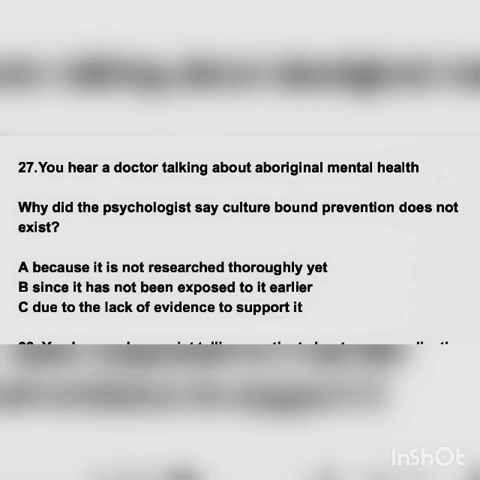 27.You hear a doctor talking about aboriginal mental health
Why did the psychologist say culture bound prevention does not
exist?
A because it is not researched thoroughly yet
B since it has not been exposed to it earlier
C due to the lack of evidence to support it
InShOt